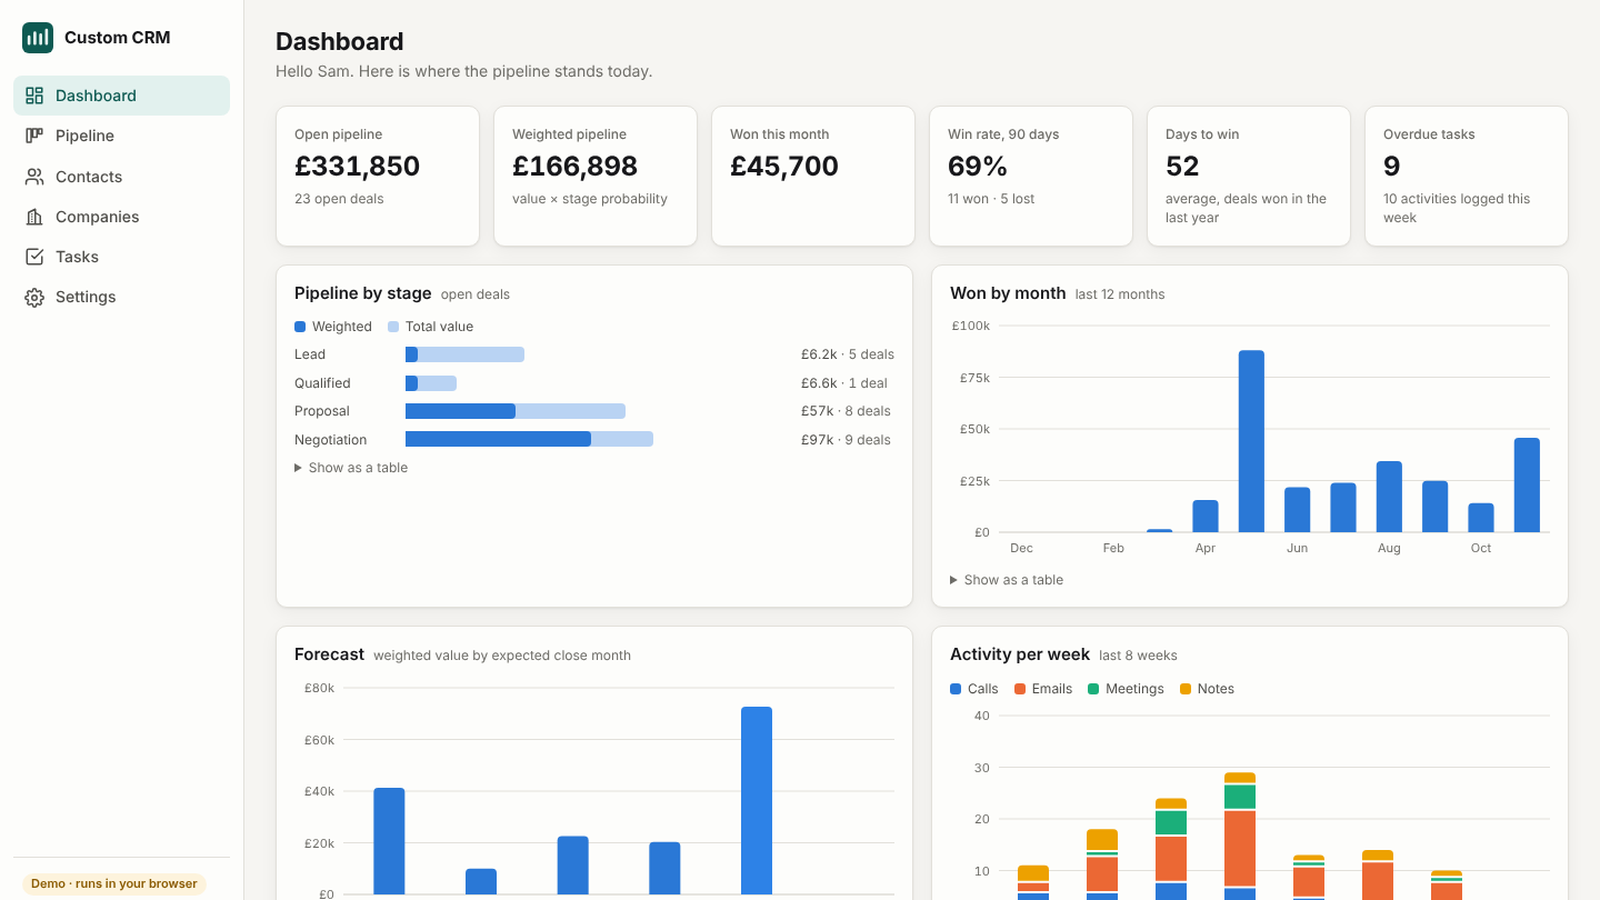 Custom CRM
Dashboard
Pipeline
Contacts
Companies
Tasks
Settings
Demo · runs in your browser
Dashboard
Hello Sam. Here is where the pipeline stands today.
Open pipeline
£331,850
23 open deals
Weighted pipeline
£166,898
value × stage probability
Won this month
£45,700
Win rate, 90 days
69%
11 won · 5 lost
Days to win
52
average, deals won in the
last year
Overdue tasks
9
10 activities logged this
week
Pipeline by stage open deals
Weighted Total value
Lead £6.2k · 5 deals
Qualified £6.6k · 1 deal
Proposal £57k · 8 deals
Negotiation £97k · 9 deals
Show as a table
Won by month last 12 months
£100k
£75k
£50k
£25k
£0
Dec Feb Apr Jun Aug Oct
Show as a table
Forecast weighted value by expected close month
£80k
£60k
£40k
£20k
£0
Activity per week last 8 weeks
Calls Emails Meetings Notes
40
30
20
10